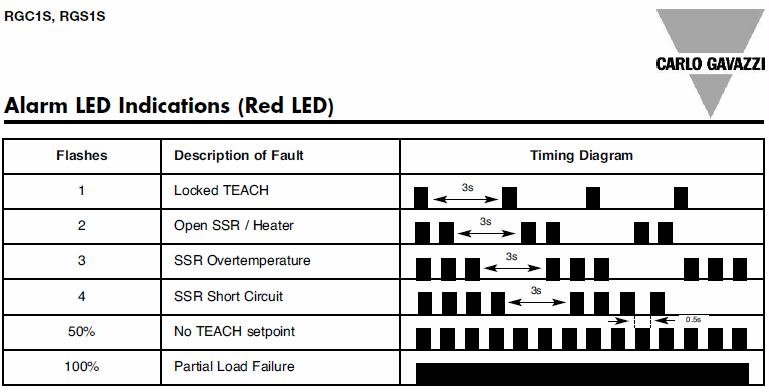 RGC1S, RGS1S
CARLO GAVAZZI
Alarm LED Indications (Red LED)
Flashes Description of Fault Timing Diagram
1 Locked TEACH 3s
2 Open SSR / Heater 3s
3 SSR Overtemperature 3s
4 SSR Short Circuit 3s
50% No TEACH setpoint 0.5s
100% Partial Load Failure